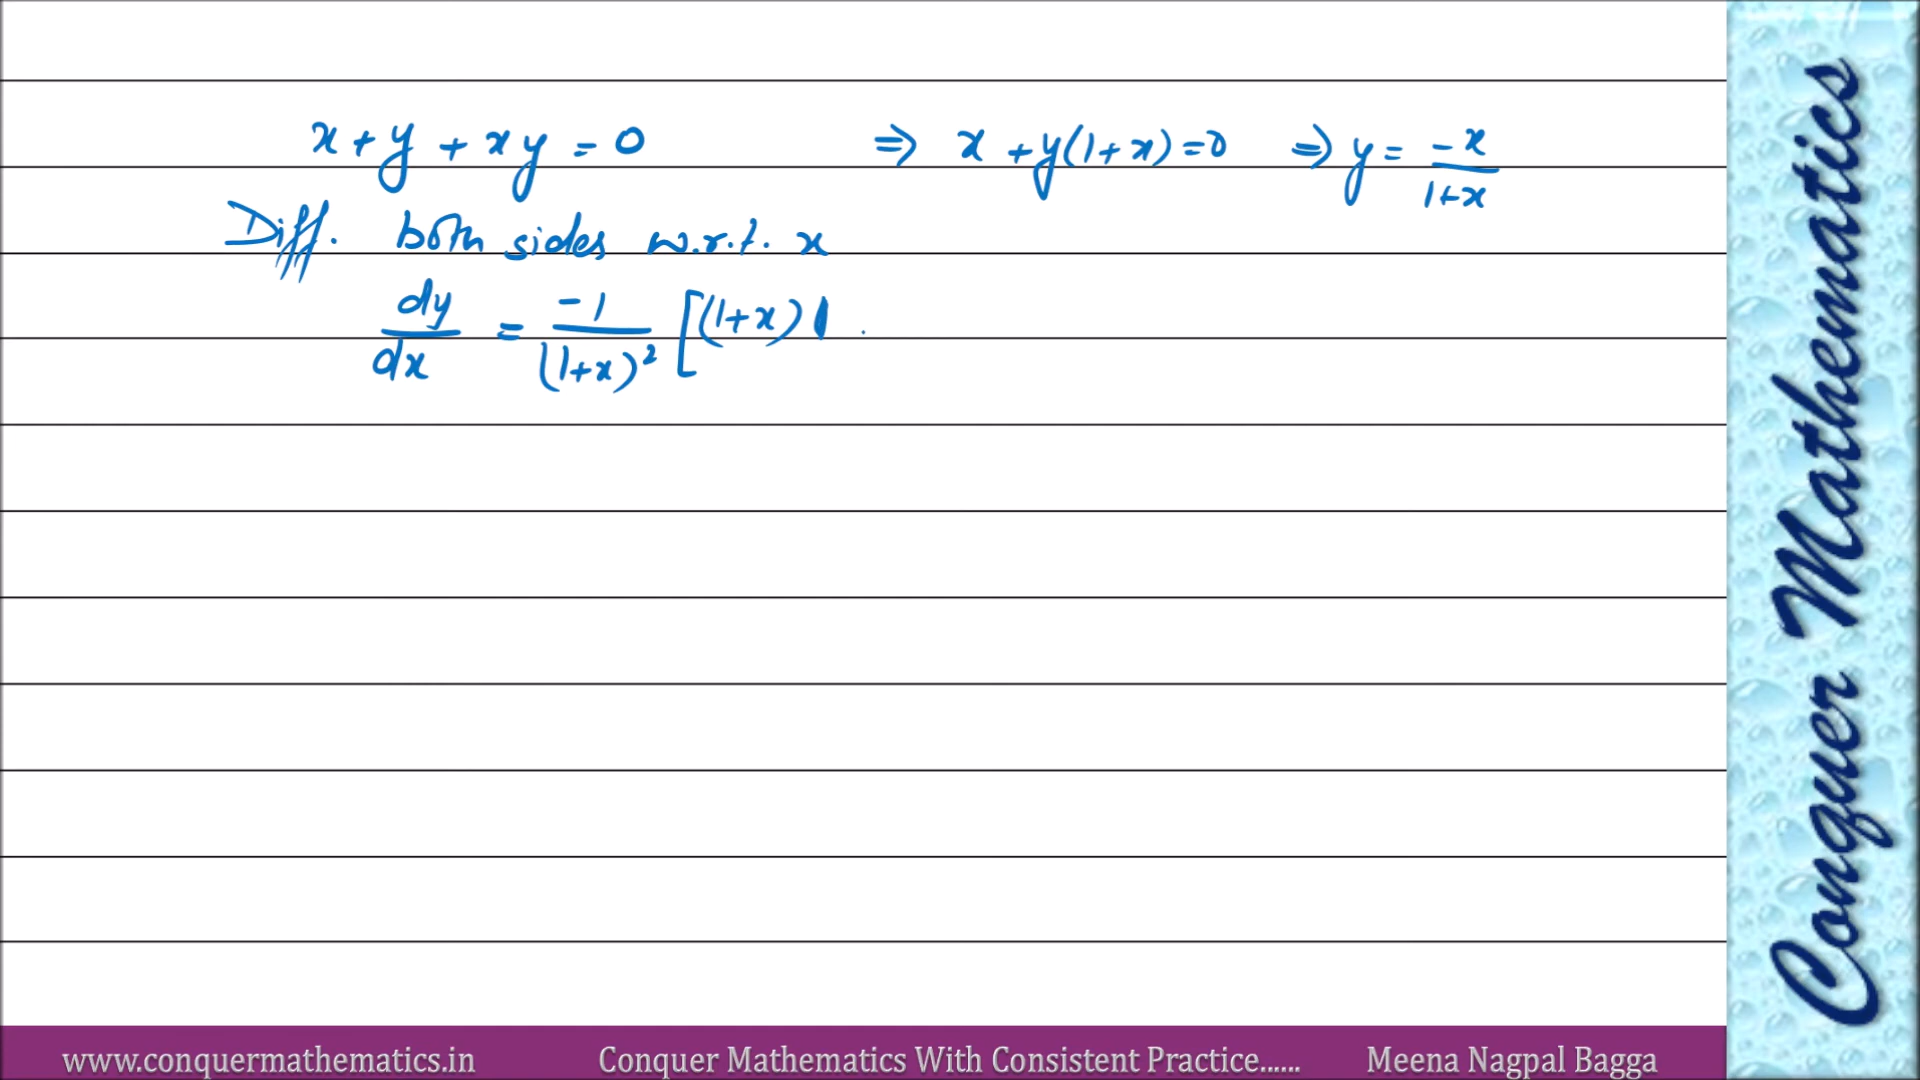 x + y + xy = 0 ⇒ x + y(1+x) = 0 ⇒ y = -x/(1+x)
Diff. both sides w.r.t. x
dy/dx = -1/(1+x)² [(1+x) 1 .
Conquer Mathematics
www.conquermathematics.in Conquer Mathematics With Consistent Practice...... Meena Nagpal Bagga